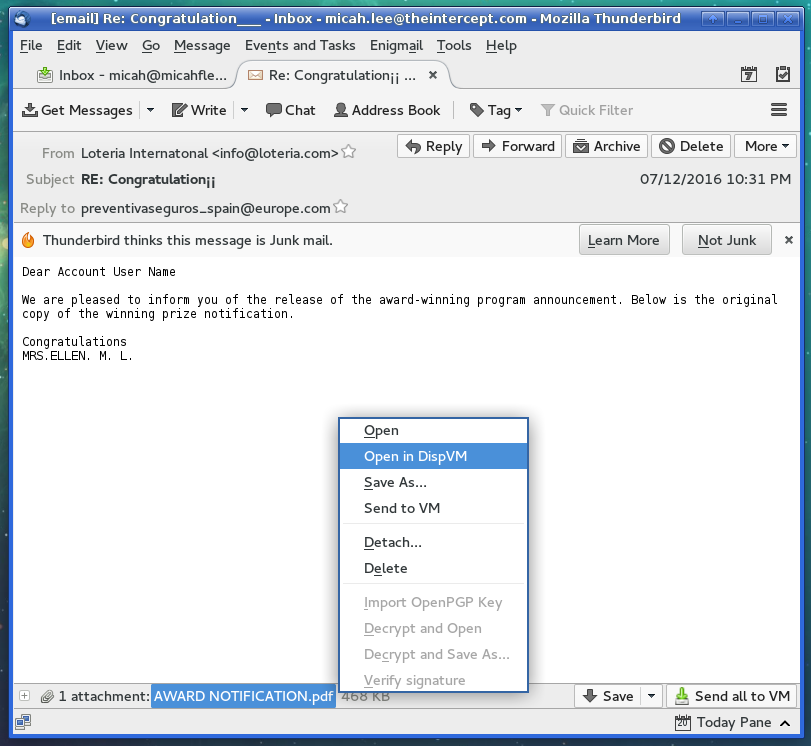 [email] Re: Congratulation___ - Inbox - micah.lee@theintercept.com - Mozilla Thunderbird
File Edit View Go Message Events and Tasks Enigmail Tools Help
Inbox - micah@micahfle... Re: Congratulation¡¡ ...
Get Messages Write Chat Address Book Tag Quick Filter
From Loteria Internatonal <info@loteria.com> Reply Forward Archive Delete More
Subject RE: Congratulation¡¡ 07/12/2016 10:31 PM
Reply to preventivaseguros_spain@europe.com
Thunderbird thinks this message is Junk mail. Learn More Not Junk
Dear Account User Name
We are pleased to inform you of the release of the award-winning program announcement. Below is the original
copy of the winning prize notification.
Congratulations
MRS.ELLEN. M. L.
Open
Open in DispVM
Save As...
Send to VM
Detach...
Delete
Import OpenPGP Key
Decrypt and Open
Decrypt and Save As...
Verify signature
1 attachment: AWARD NOTIFICATION.pdf 468 KB Save Send all to VM
20 Today Pane